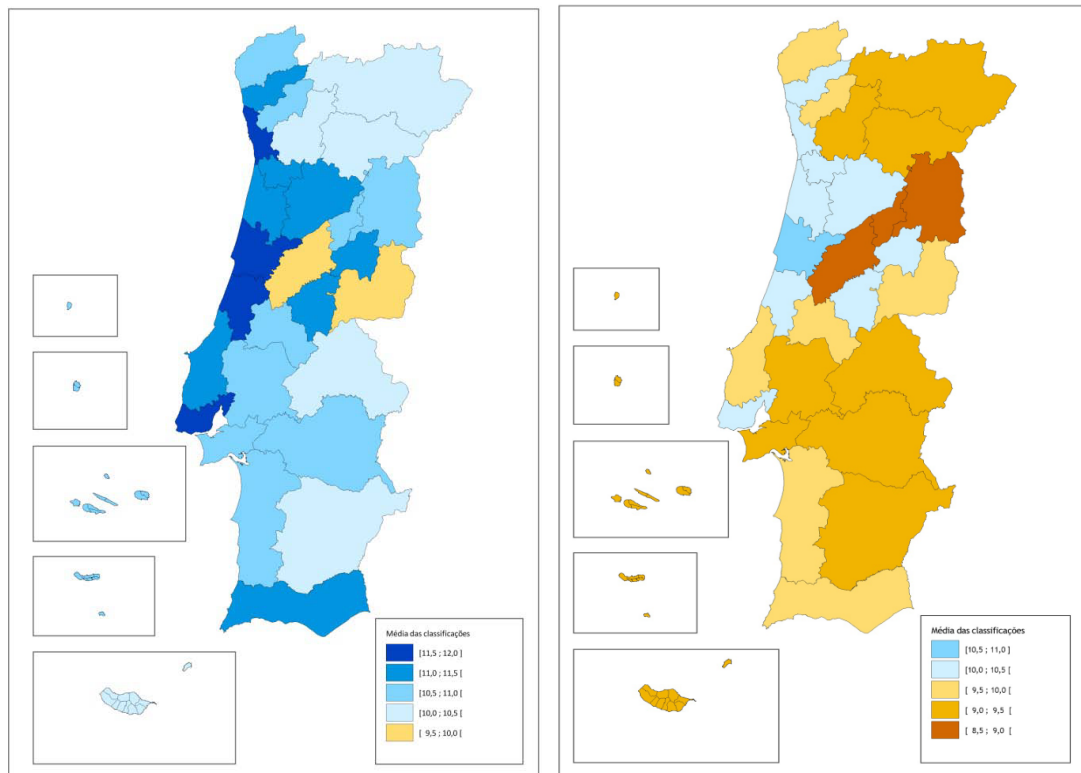 Média das classificações
[11,5 ; 12,0 ]
[11,0 ; 11,5 [
[10,5 ; 11,0 [
[10,0 ; 10,5 [
[ 9,5 ; 10,0 [
Média das classificações
[10,5 ; 11,0 ]
[10,0 ; 10,5 [
[ 9,5 ; 10,0 [
[ 9,0 ; 9,5 [
[ 8,5 ; 9,0 [